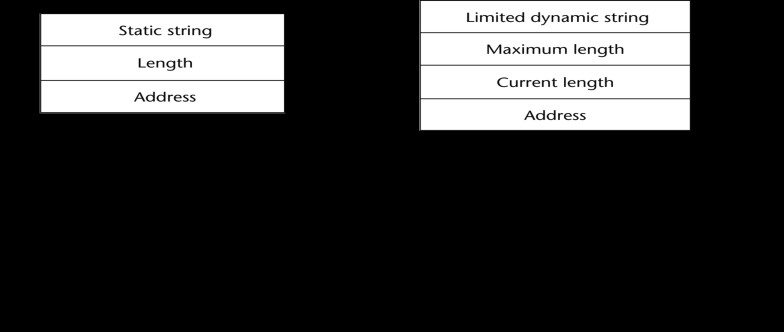 Static string
Length
Address
Limited dynamic string
Maximum length
Current length
Address